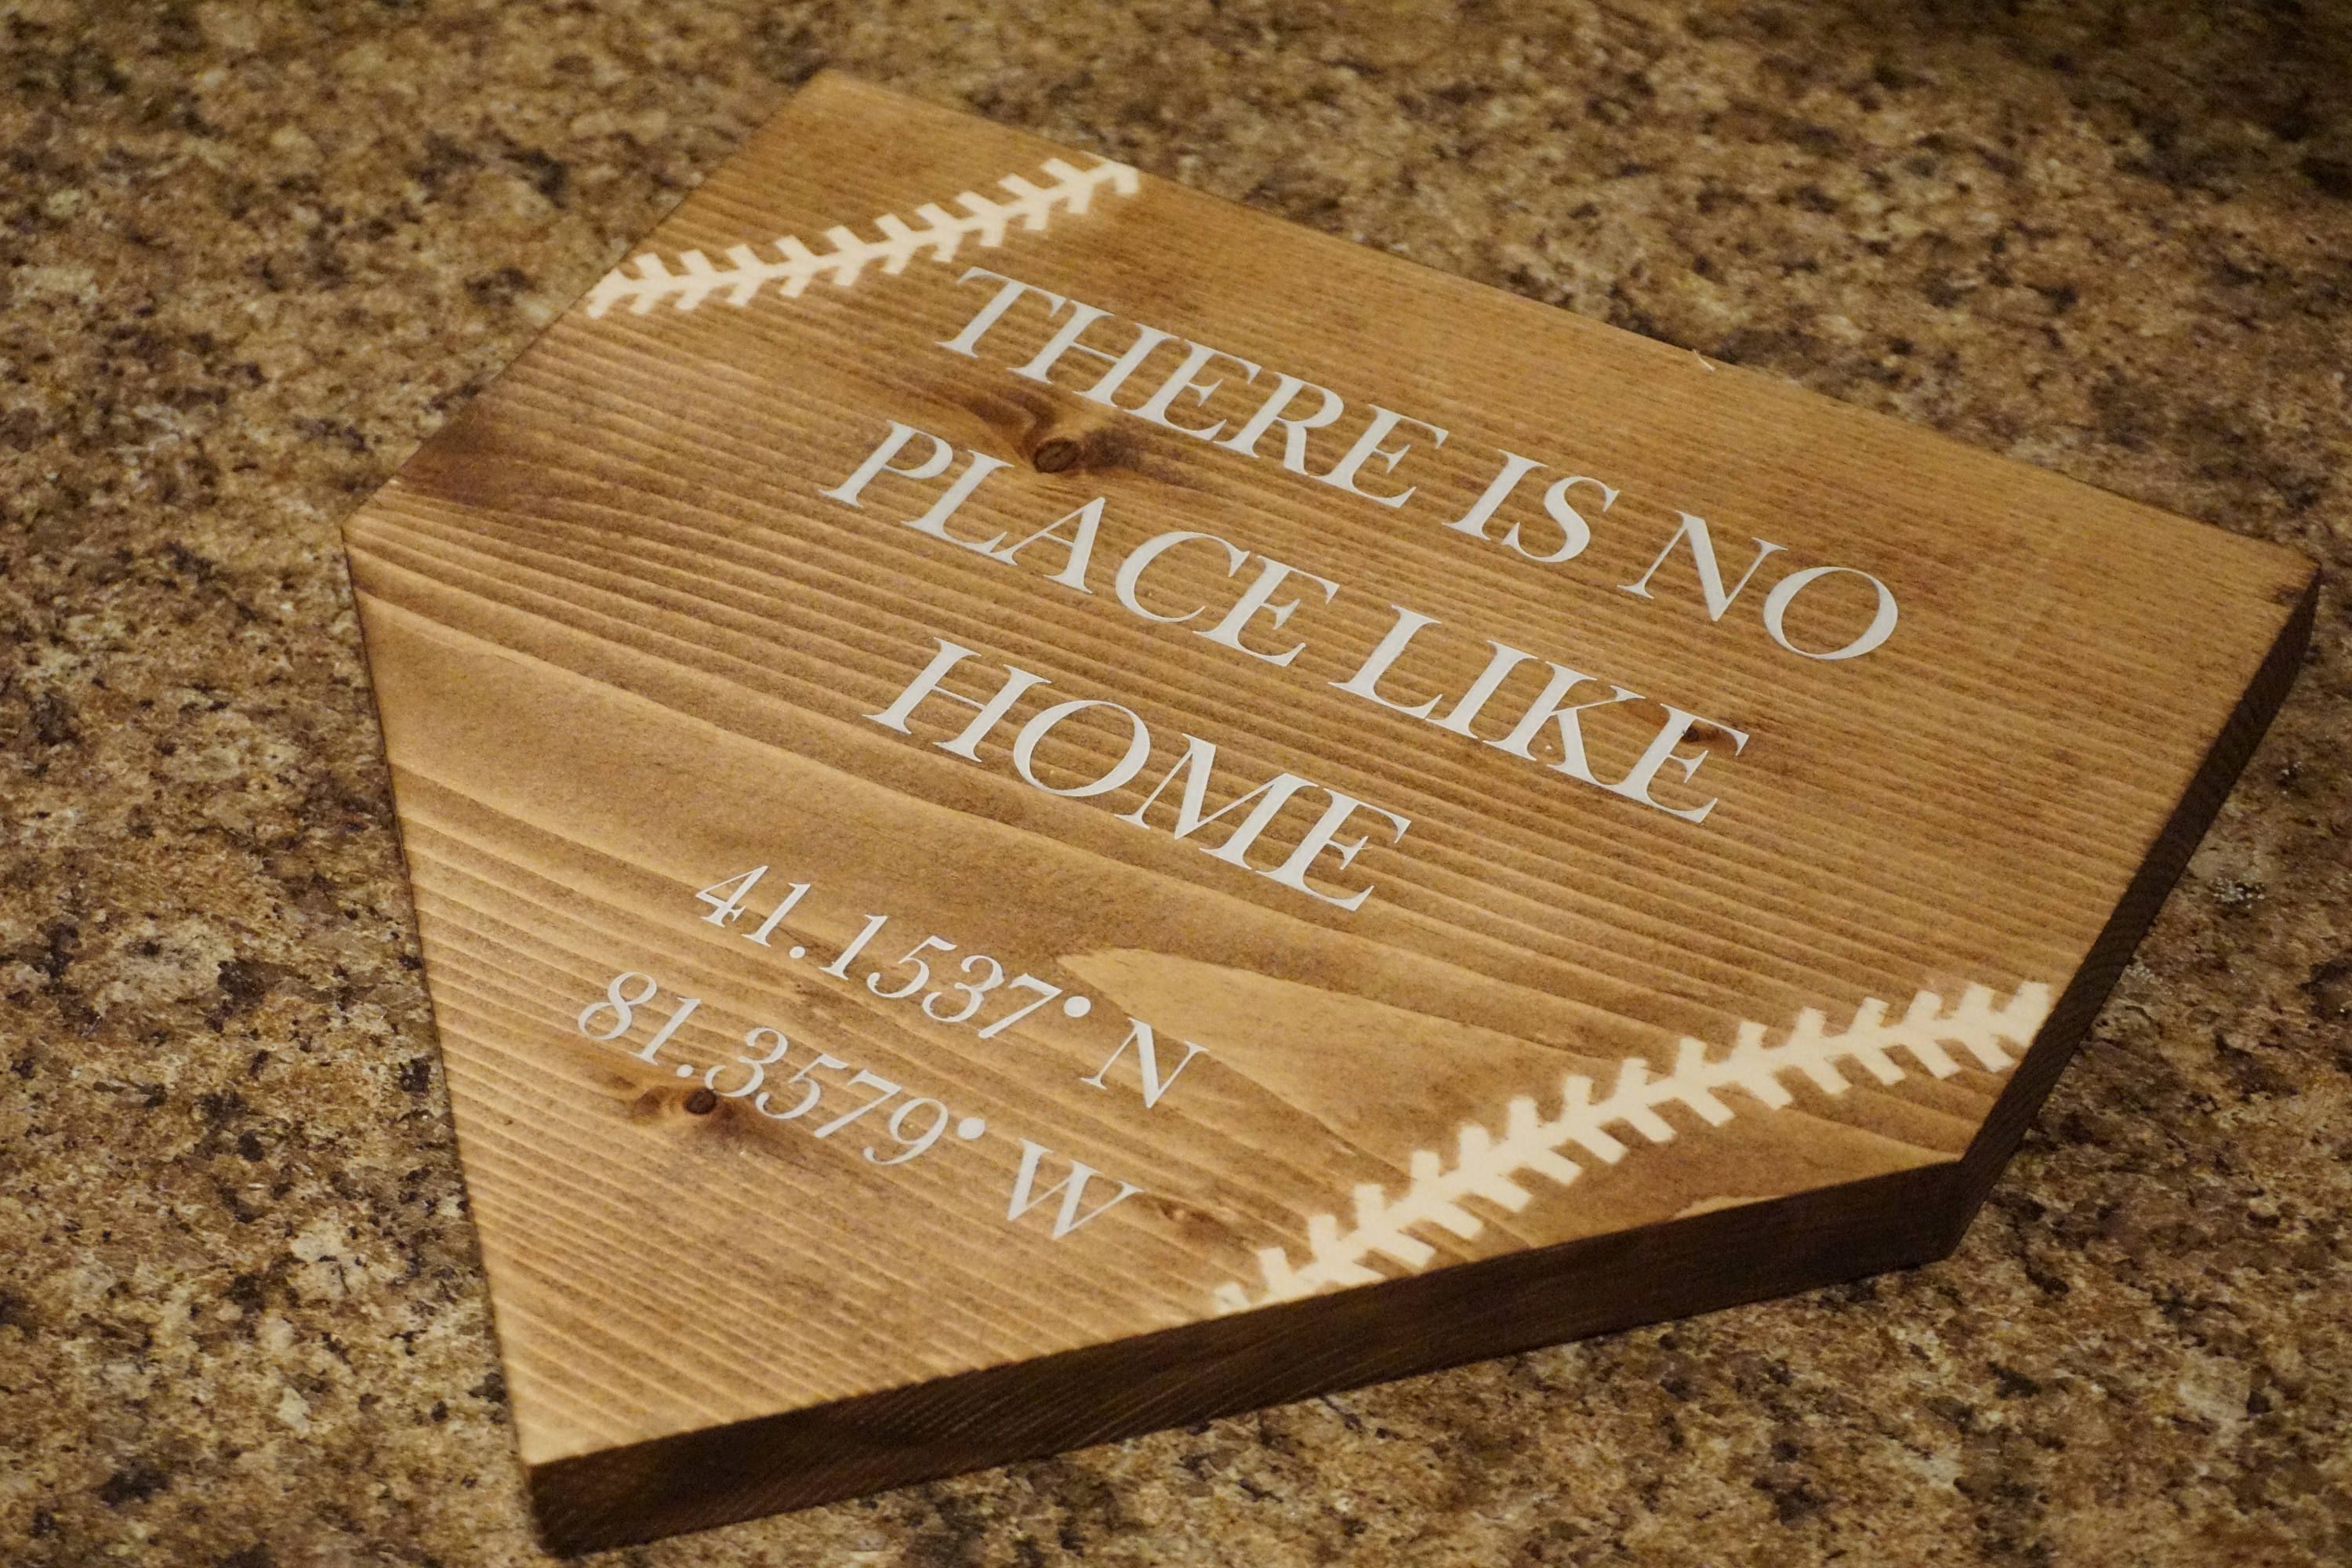 THERE IS NO
PLACE LIKE
HOME
41.1537° N
81.3579° W